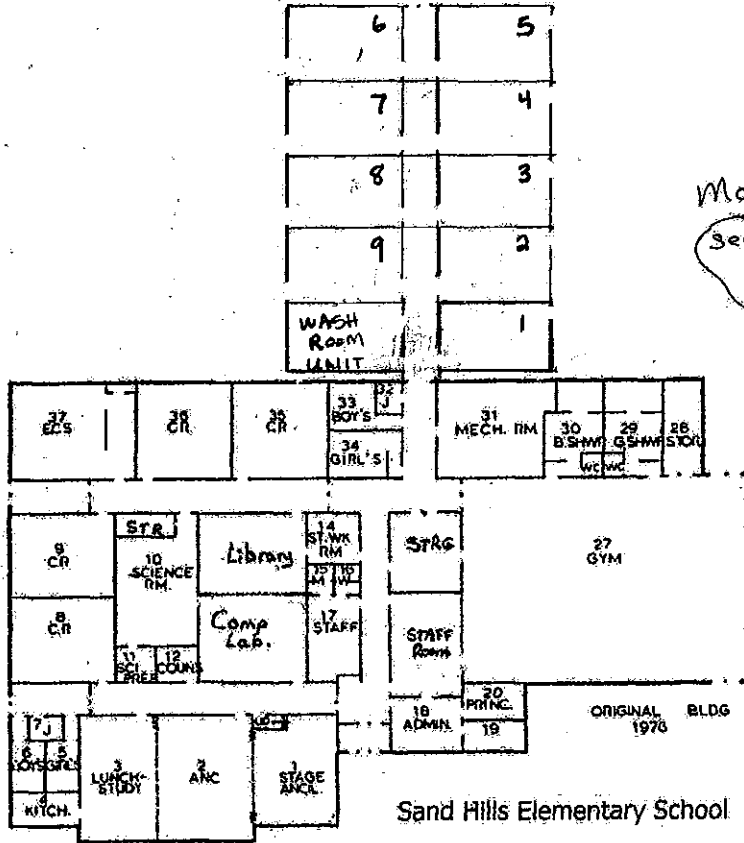 6
5
7
4
8
3
9
2
WASH
ROOM
UNIT
1
37
ECS
36
CR
35
CR
33
BOY'S
32
J
34
GIRL'S
31
MECH. RM
30
B.SHWR
29
G.SHWR
28
STOR
WC
WC
9
CR
STR
10
SCIENCE
RM.
Library
14
ST.WK
RM
15
M
16
W
STRG
27
GYM
8
CR
11
SCI
PREP
12
COUNS
Comp
Lab.
17
STAFF
STAFF
Room
18
ADMIN.
20
PRINC.
19
ORIGINAL BLDG
1976
7
J
6
BOYS
5
GIRLS
KITCH.
3
LUNCH-
STUDY
2
ANC
1
STAGE
ANCIL.
Sand Hills Elementary School